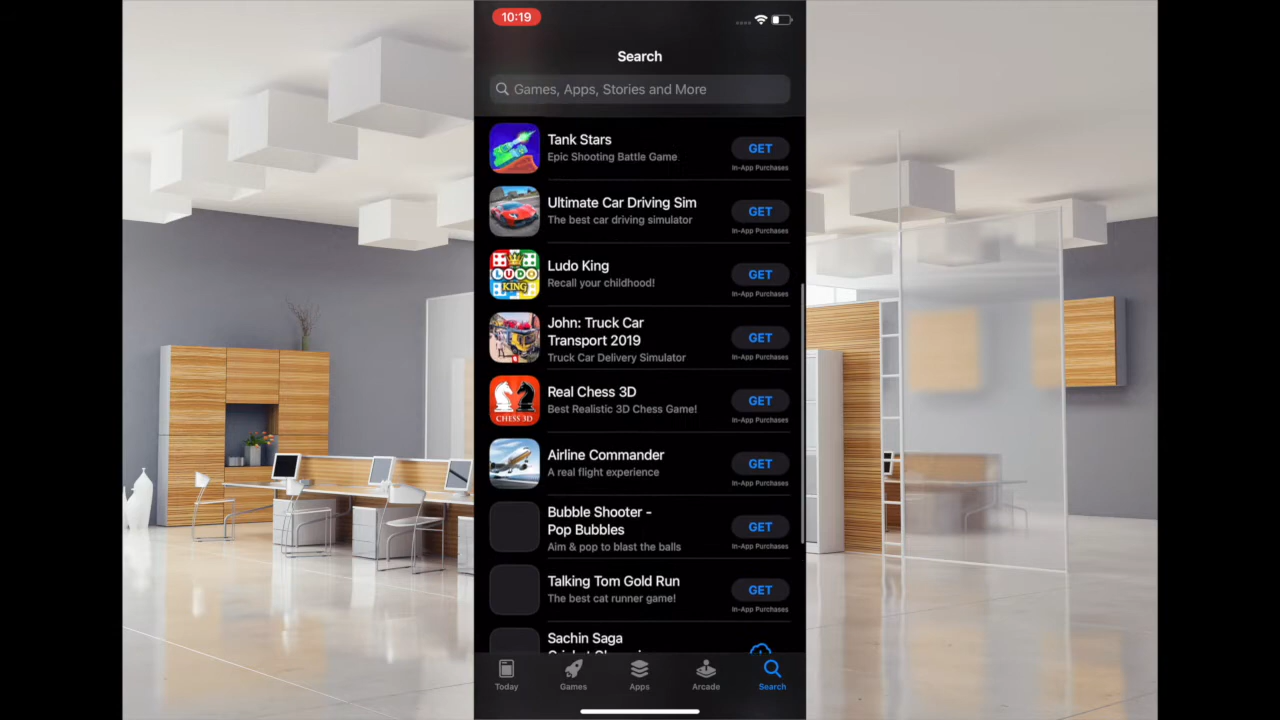 10:19
Search
Games, Apps, Stories and More
Tank Stars
Epic Shooting Battle Game
GET
In-App Purchases
Ultimate Car Driving Sim
The best car driving simulator
GET
In-App Purchases
LUDO
KING
Ludo King
Recall your childhood!
GET
In-App Purchases
John: Truck Car
Transport 2019
Truck Car Delivery Simulator
GET
In-App Purchases
CHESS 3D
Real Chess 3D
Best Realistic 3D Chess Game!
GET
In-App Purchases
Airline Commander
A real flight experience
GET
In-App Purchases
Bubble Shooter -
Pop Bubbles
Aim & pop to blast the balls
GET
In-App Purchases
Talking Tom Gold Run
The best cat runner game!
GET
In-App Purchases
Sachin Saga
Today
Games
Apps
Arcade
Search